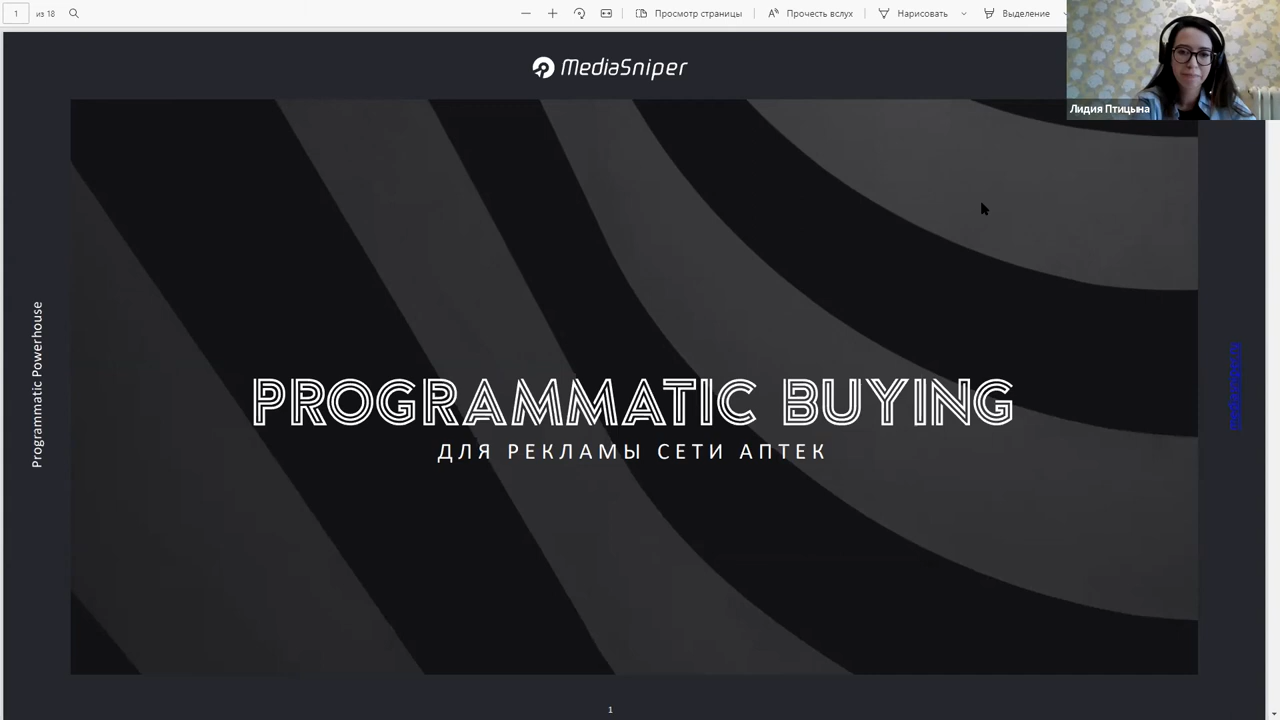 1 из 18
Просмотр страницы
Прочесть вслух
Нарисовать
Выделение
Лидия Птицына
MediaSniper
Programmatic Powerhouse
PROGRAMMATIC BUYING
ДЛЯ РЕКЛАМЫ СЕТИ АПТЕК
1